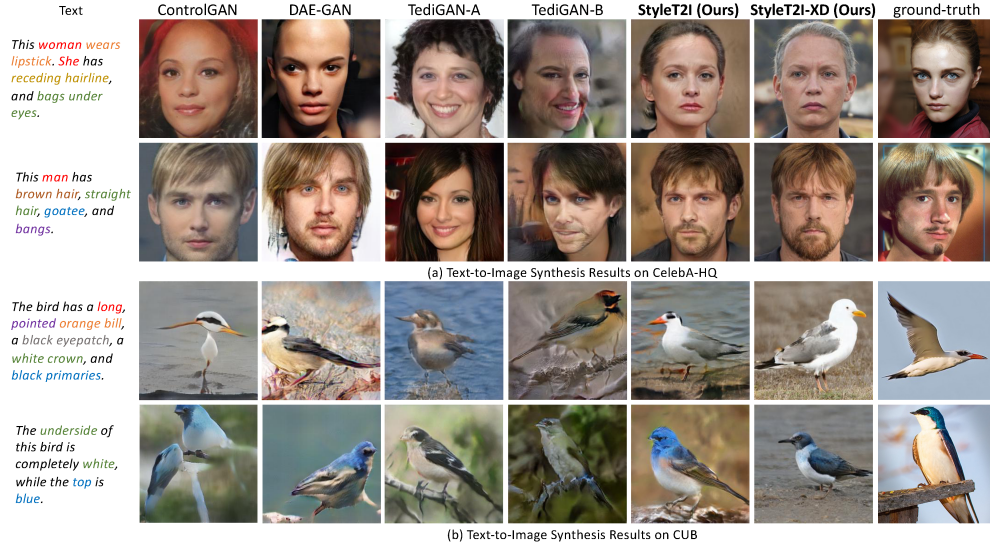 Text ControlGAN DAE-GAN TediGAN-A TediGAN-B StyleT2I (Ours) StyleT2I-XD (Ours) ground-truth
This woman wears
lipstick. She has
receding hairline,
and bags under
eyes.
This man has
brown hair, straight
hair, goatee, and
bangs.
(a) Text-to-Image Synthesis Results on CelebA-HQ
The bird has a long,
pointed orange bill,
a black eyepatch, a
white crown, and
black primaries.
The underside of
this bird is
completely white,
while the top is
blue.
(b) Text-to-Image Synthesis Results on CUB